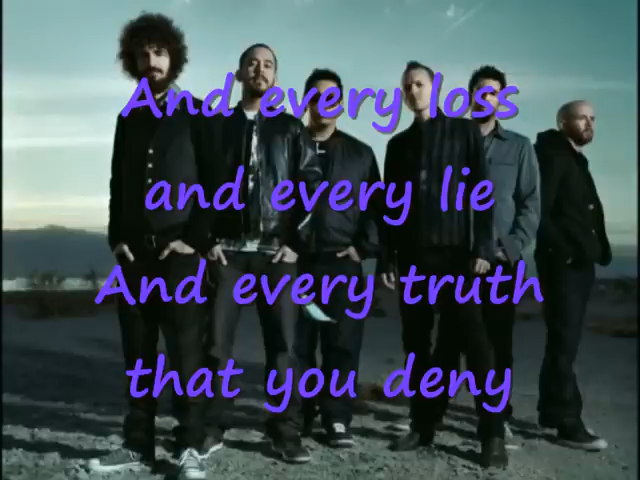 And every loss
and every lie
And every truth
that you deny